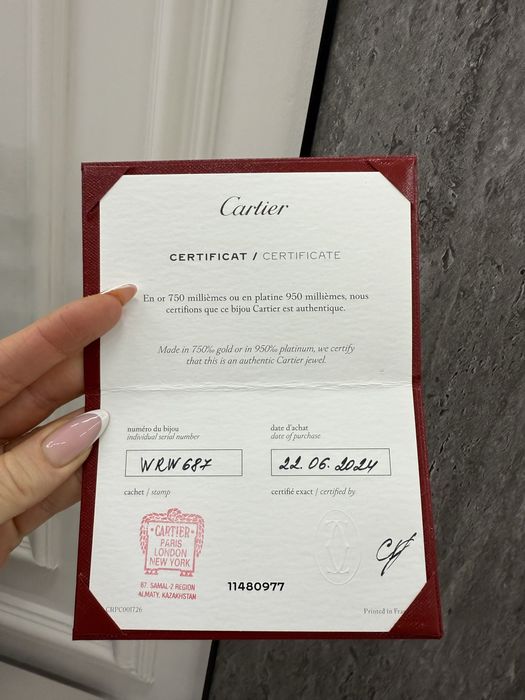 Cartier
CERTIFICAT / CERTIFICATE
En or 750 millièmes ou en platine 950 millièmes, nous
certifions que ce bijou Cartier est authentique.
Made in 750‰ gold or in 950‰ platinum, we certify
that this is an authentic Cartier jewel.
numéro du bijou
individual serial number
WRW687
date d'achat
date of purchase
22.06.2024
cachet / stamp
certifié exact / certified by
CARTIER
PARIS
LONDON
NEW YORK
87. SAMAL-2 REGION
ALMATY, KAZAKHSTAN
11480977
CRPC001726
Printed in Fran